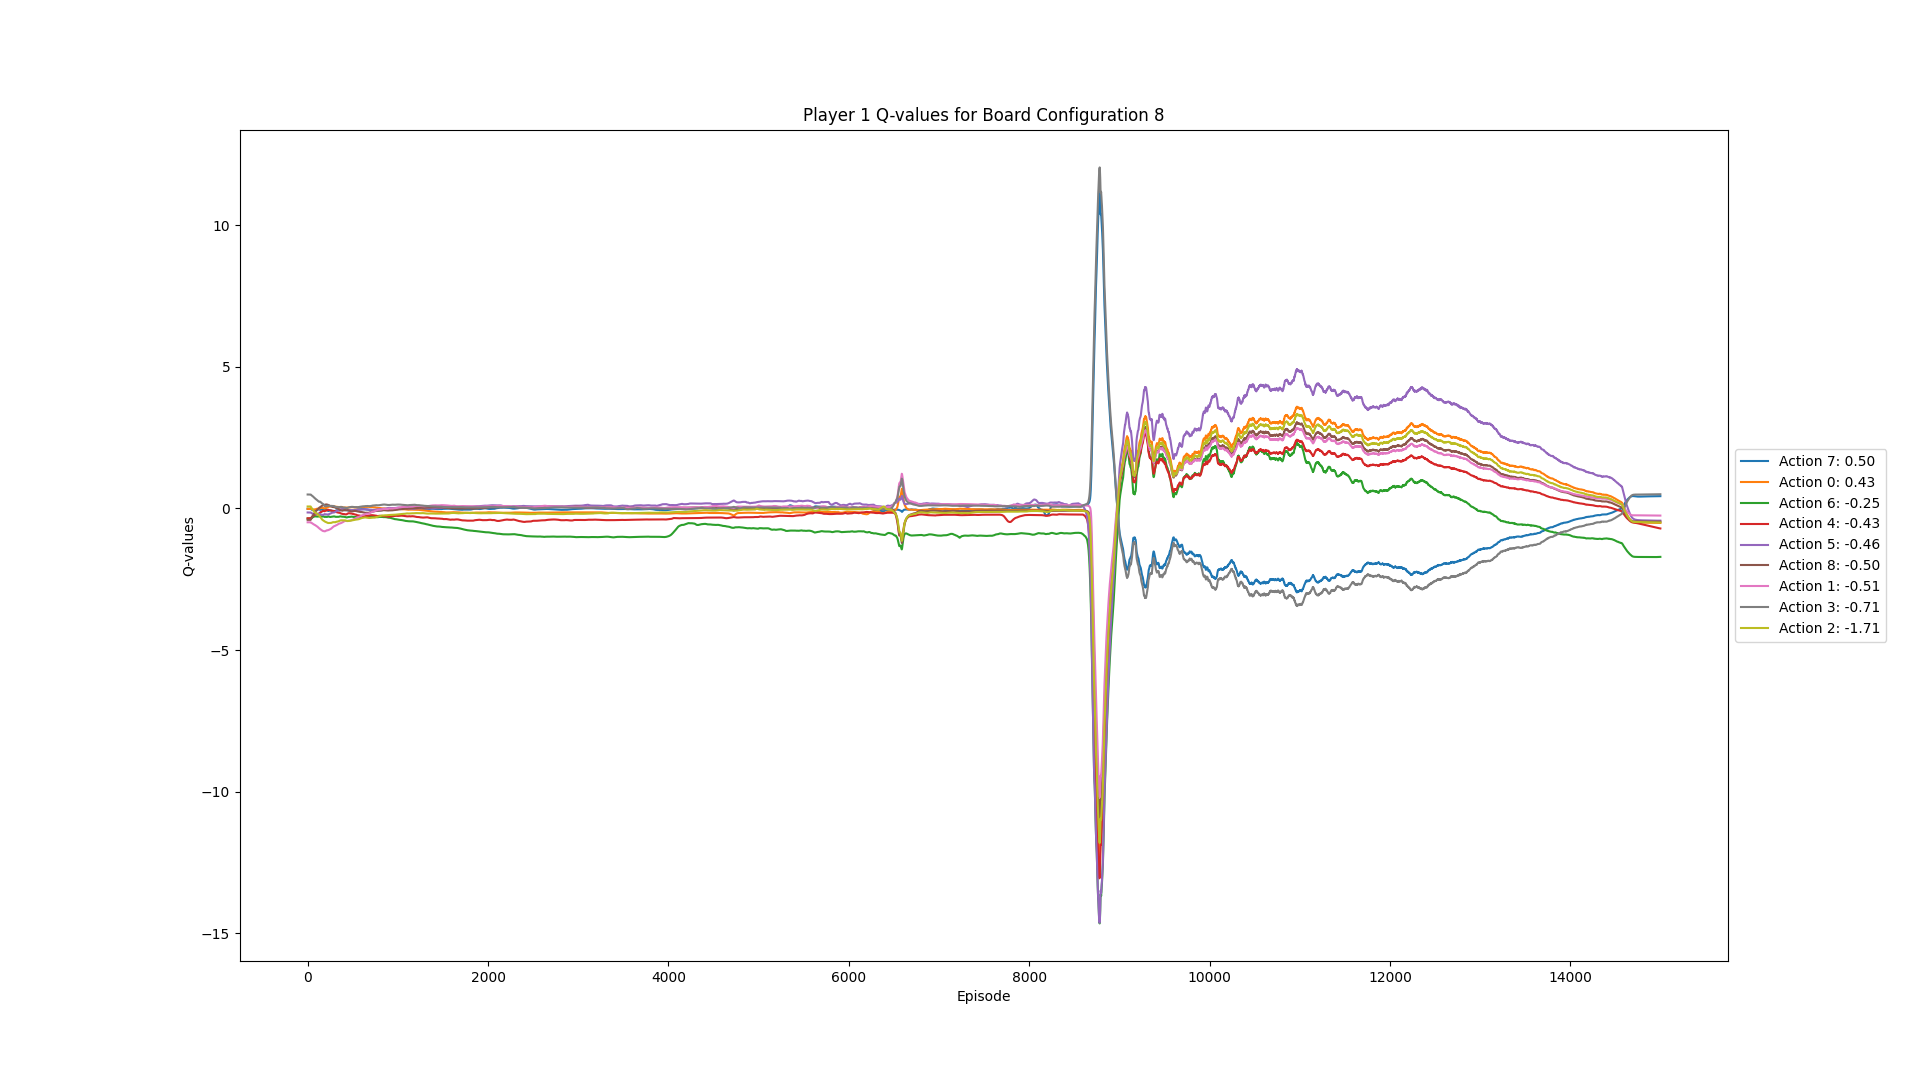 Player 1 Q-values for Board Configuration 8
10
5
0
−5
−10
−15
Q-values
0 2000 4000 6000 8000 10000 12000 14000
Episode
Action 7: 0.50
Action 0: 0.43
Action 6: -0.25
Action 4: -0.43
Action 5: -0.46
Action 8: -0.50
Action 1: -0.51
Action 3: -0.71
Action 2: -1.71